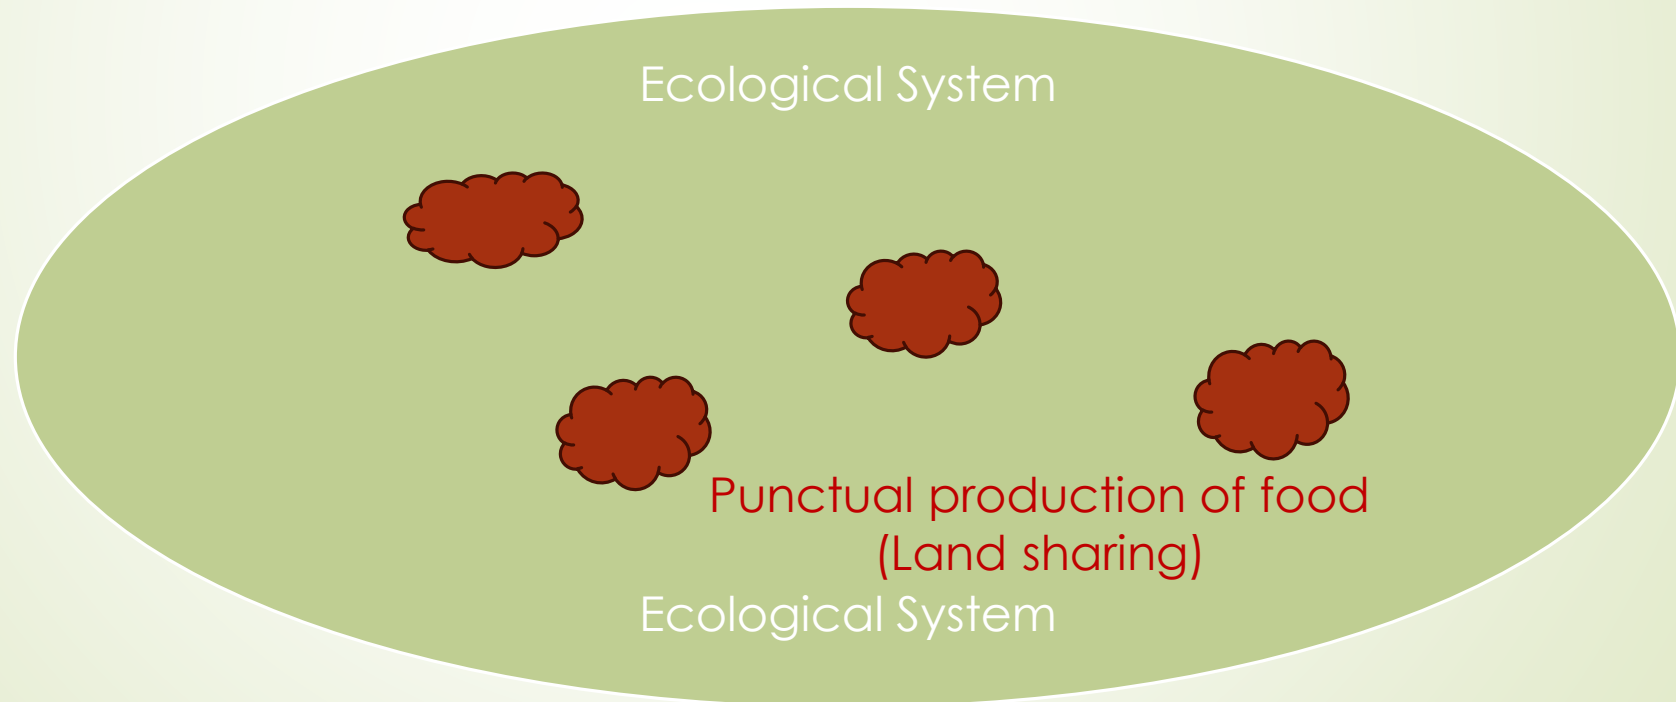 Ecological System
Punctual production of food
(Land sharing)
Ecological System